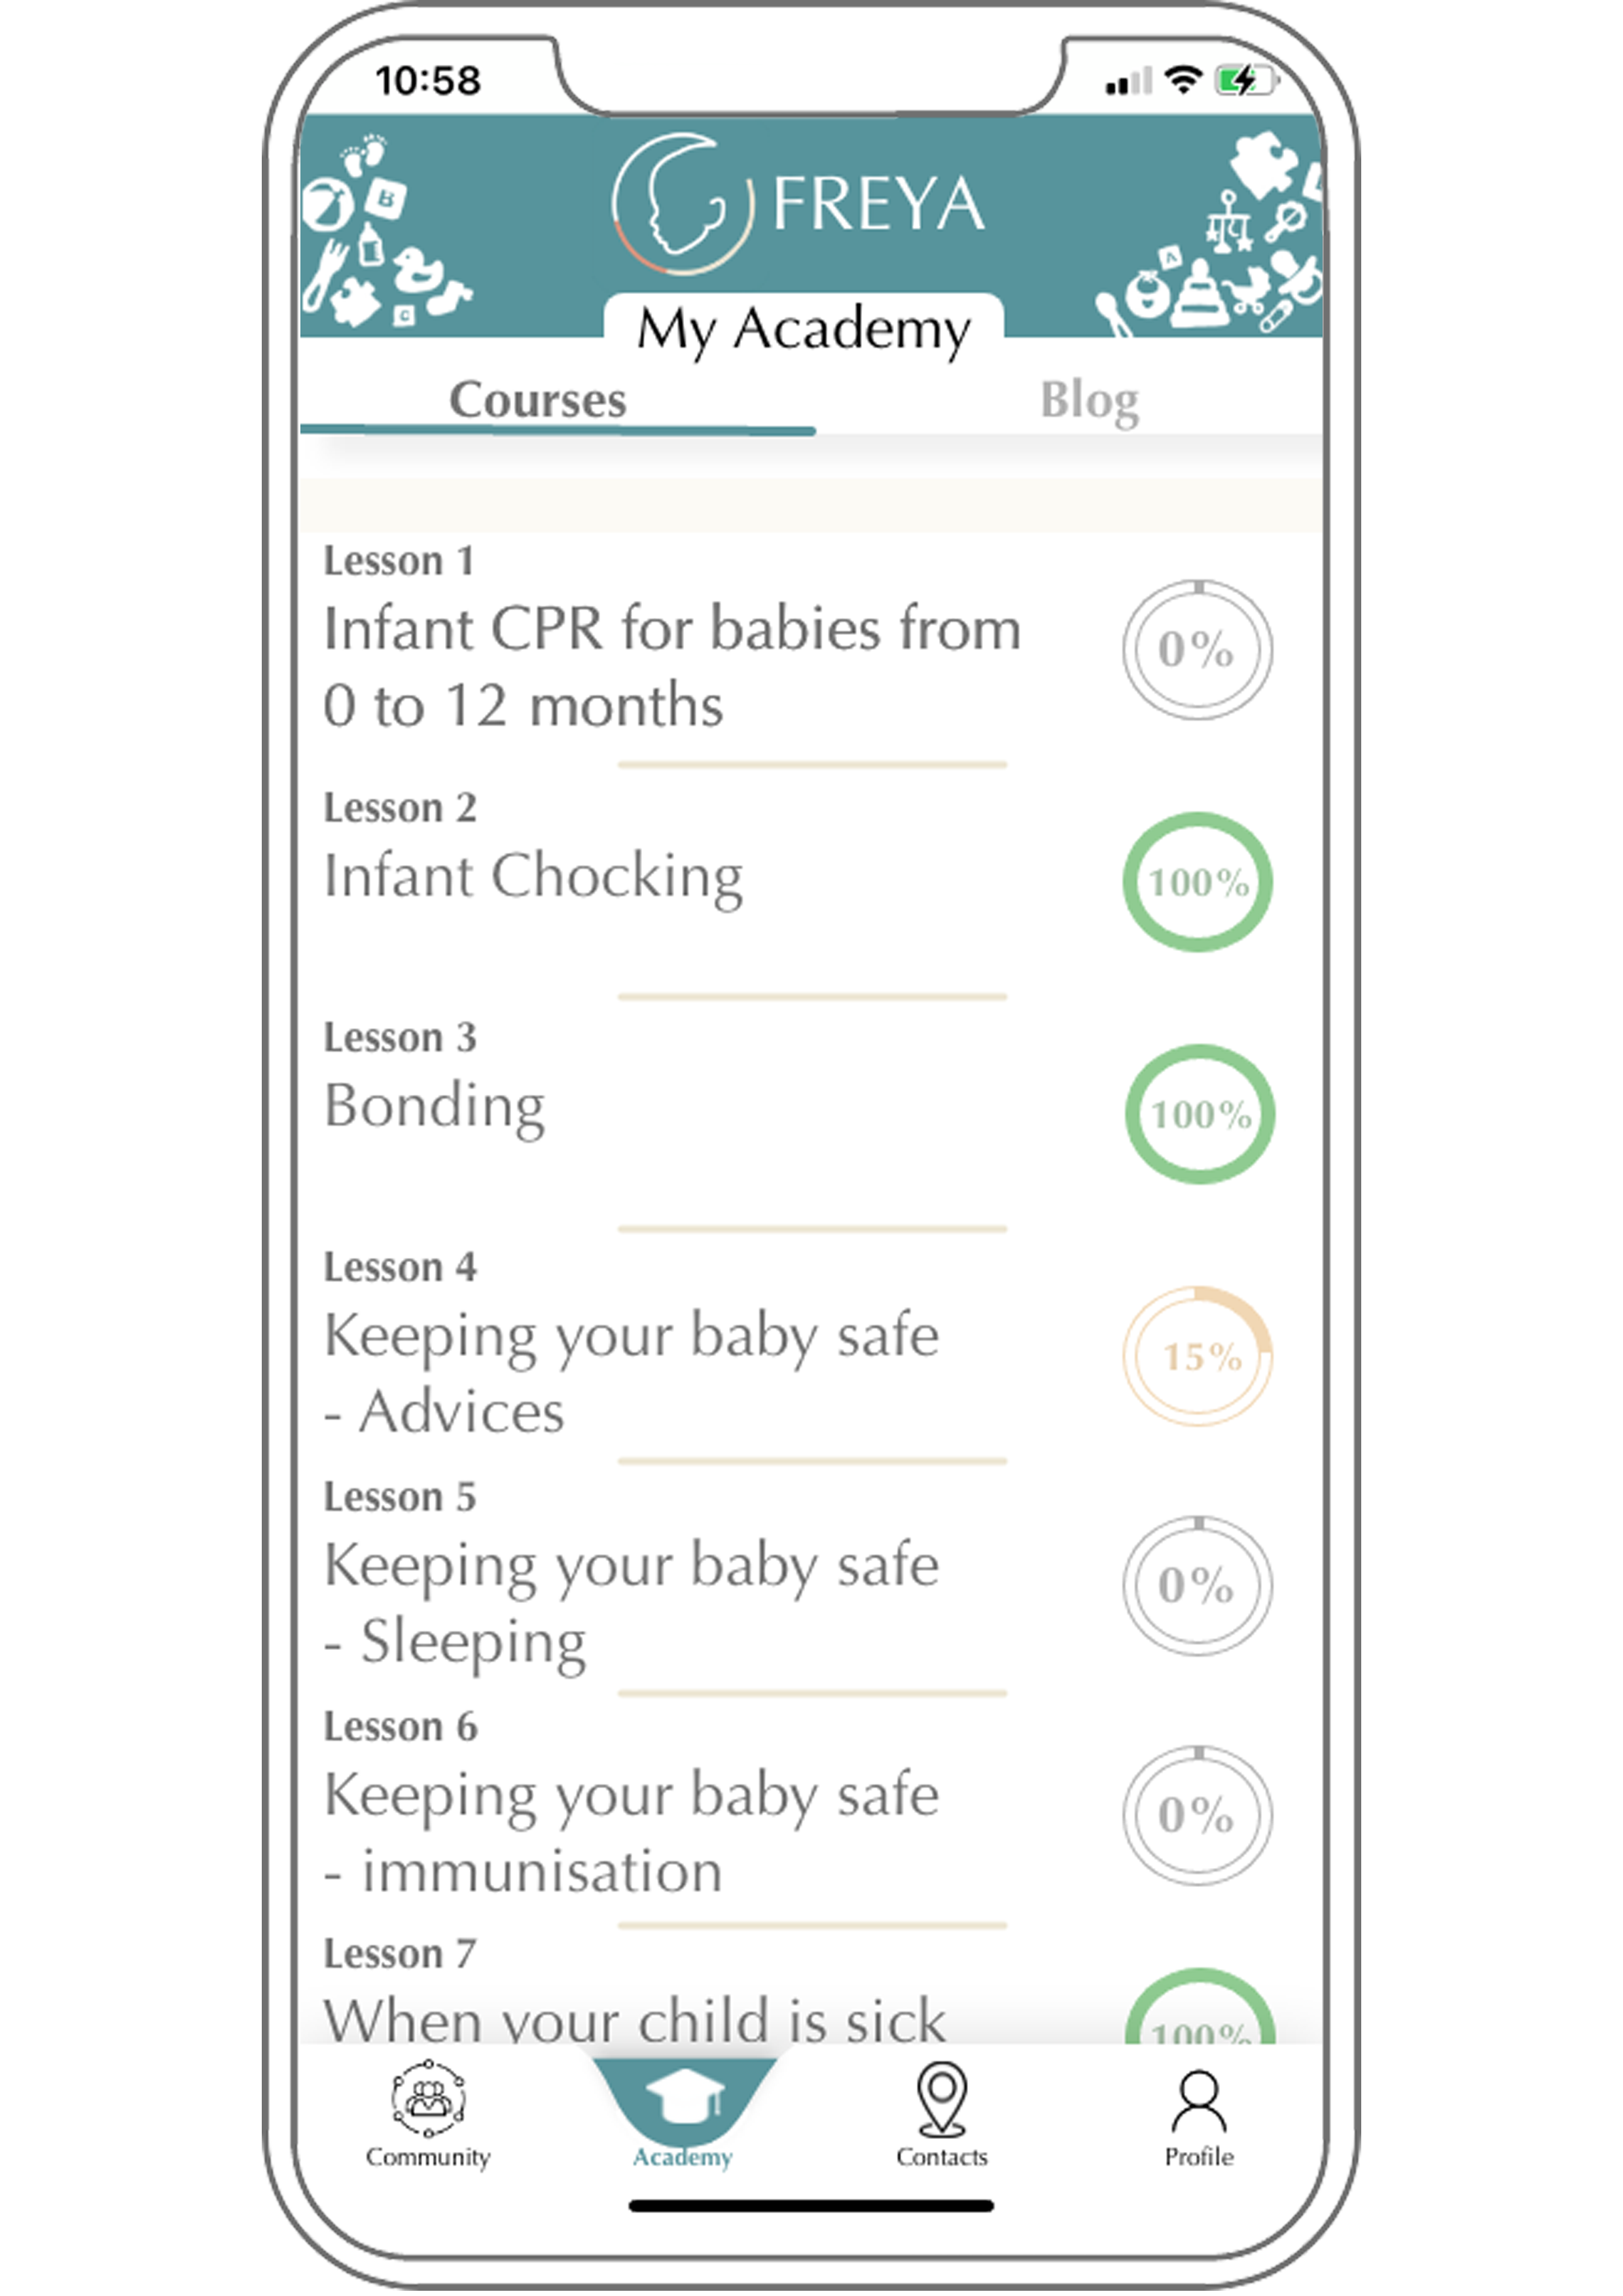 10:58
FREYA
My Academy
Courses
Blog
Lesson 1
Infant CPR for babies from
0 to 12 months
0%
Lesson 2
Infant Chocking
100%
Lesson 3
Bonding
100%
Lesson 4
Keeping your baby safe
- Advices
15%
Lesson 5
Keeping your baby safe
- Sleeping
0%
Lesson 6
Keeping your baby safe
- immunisation
0%
Lesson 7
When your child is sick
100%
Community
Academy
Contacts
Profile
B
C
A